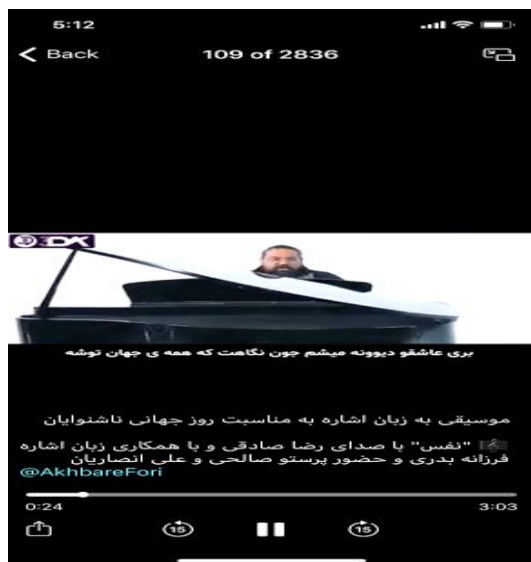 5:12
Back
109 of 2836
3DK
بری عاشقو دیوونه میشم جون نگاهت که همه ی جهان توشه
موسیقی به زبان اشاره به مناسبت روز جهانی ناشنوایان
"نفس" با صدای رضا صادقی و با همکاری زبان اشاره
فرزانه بدری و حضور پرستو صالحی و علی انصاریان
@AkhbareFori
0:24
3:03
15
15